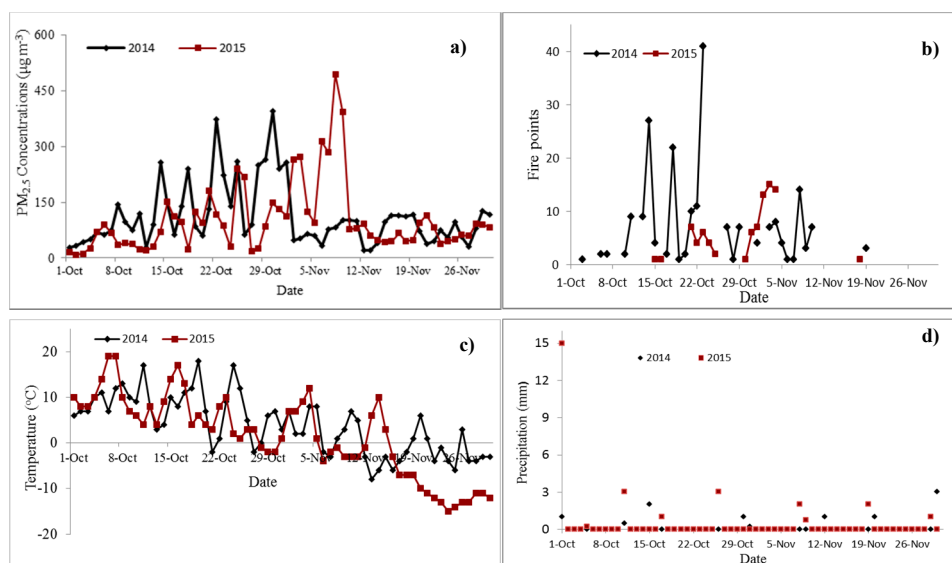 a)
2014 2015
PM2.5 Concentrations (µg m-3)
600
450
300
150
0
1-Oct 8-Oct 15-Oct 22-Oct 29-Oct 5-Nov 12-Nov 19-Nov 26-Nov
Date
b)
2014 2015
Fire points
40
30
20
10
0
1-Oct 8-Oct 15-Oct 22-Oct 29-Oct 5-Nov 12-Nov 19-Nov 26-Nov
Date
c)
2014 2015
Temperature (°C)
20
10
0
-10
-20
1-Oct 8-Oct 15-Oct 22-Oct 29-Oct 5-Nov 12-Nov 19-Nov 26-Nov
Date
d)
2014 2015
Precipitation (mm)
15
12
9
6
3
0
1-Oct 8-Oct 15-Oct 22-Oct 29-Oct 5-Nov 12-Nov 19-Nov 26-Nov
Date